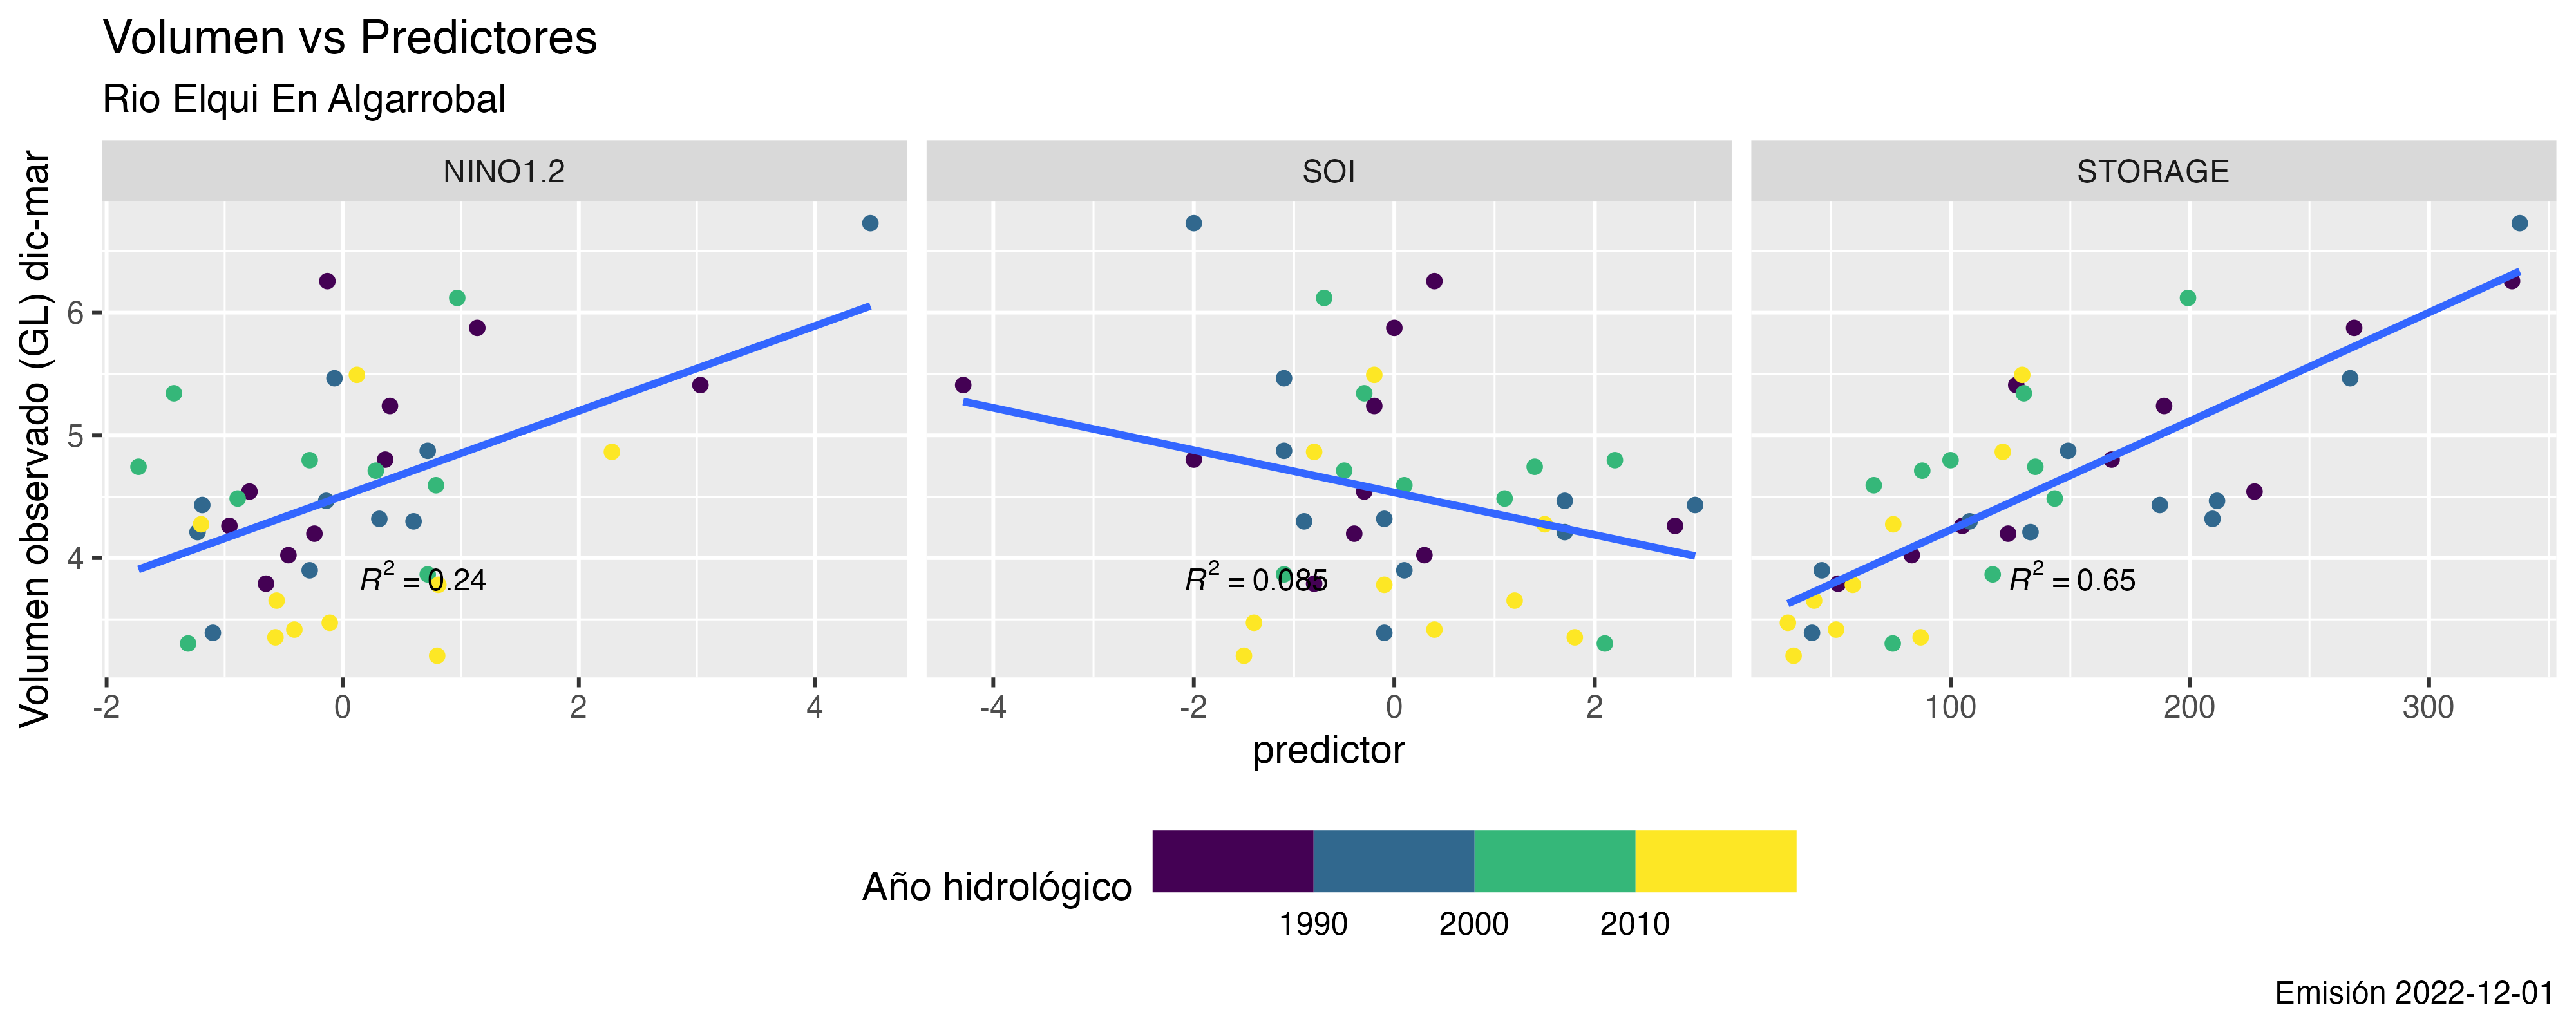 Volumen vs Predictores
Rio Elqui En Algarrobal
NINO1.2 SOI STORAGE
Volumen observado (GL) dic-mar
6
5
4
R² = 0.24 R² = 0.085 R² = 0.65
-2 0 2 4 -4 -2 0 2 100 200 300
predictor
Año hidrológico
1990 2000 2010
Emisión 2022-12-01